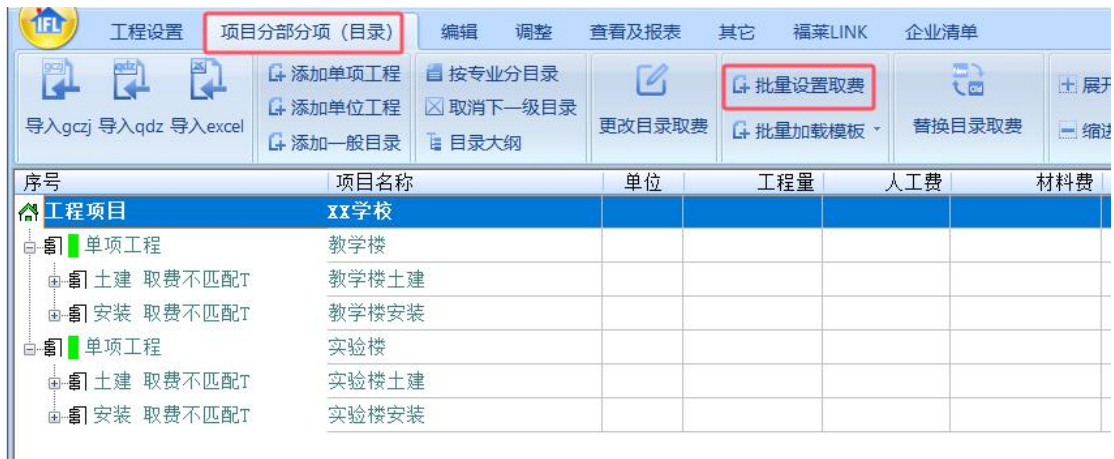 IFL 工程设置 项目分部分项（目录） 编辑 调整 查看及报表 其它 福莱LINK 企业清单
添加单项工程 按专业分目录
导入gczj 导入qdz 导入excel 添加单位工程 取消下一级目录 更改目录取费 批量设置取费 替换目录取费 展开
添加一般目录 目录大纲 批量加载模板 缩进
序号 项目名称 单位 工程量 人工费 材料费
工程项目 XX学校
单项工程 教学楼
土建 取费不匹配T 教学楼土建
安装 取费不匹配T 教学楼安装
单项工程 实验楼
土建 取费不匹配T 实验楼土建
安装 取费不匹配T 实验楼安装